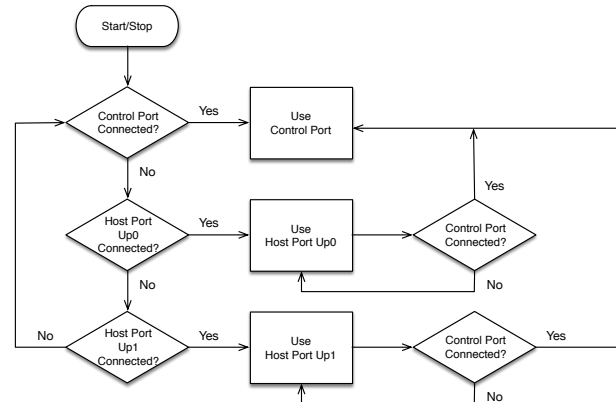 Start/Stop
Control Port
Connected?
Yes
Use
Control Port
No
Yes
Host Port
Up0
Connected?
Yes
Use
Host Port Up0
Control Port
Connected?
No
No
No
Host Port
Up1
Connected?
Yes
Use
Host Port Up1
Control Port
Connected?
Yes
No